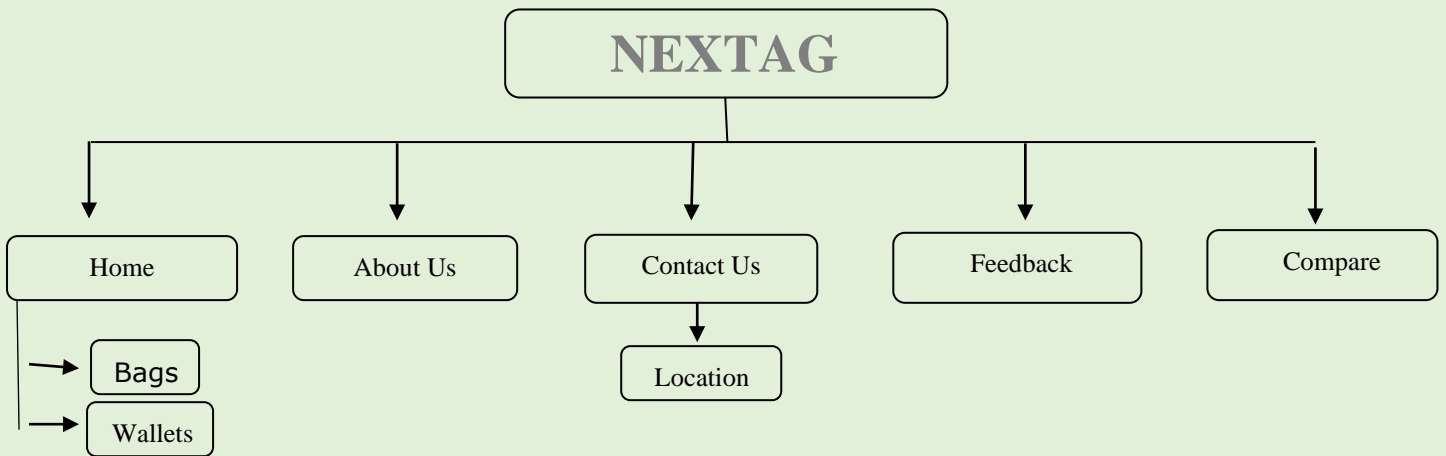 NEXTAG
Home
About Us
Contact Us
Feedback
Compare
Bags
Location
Wallets